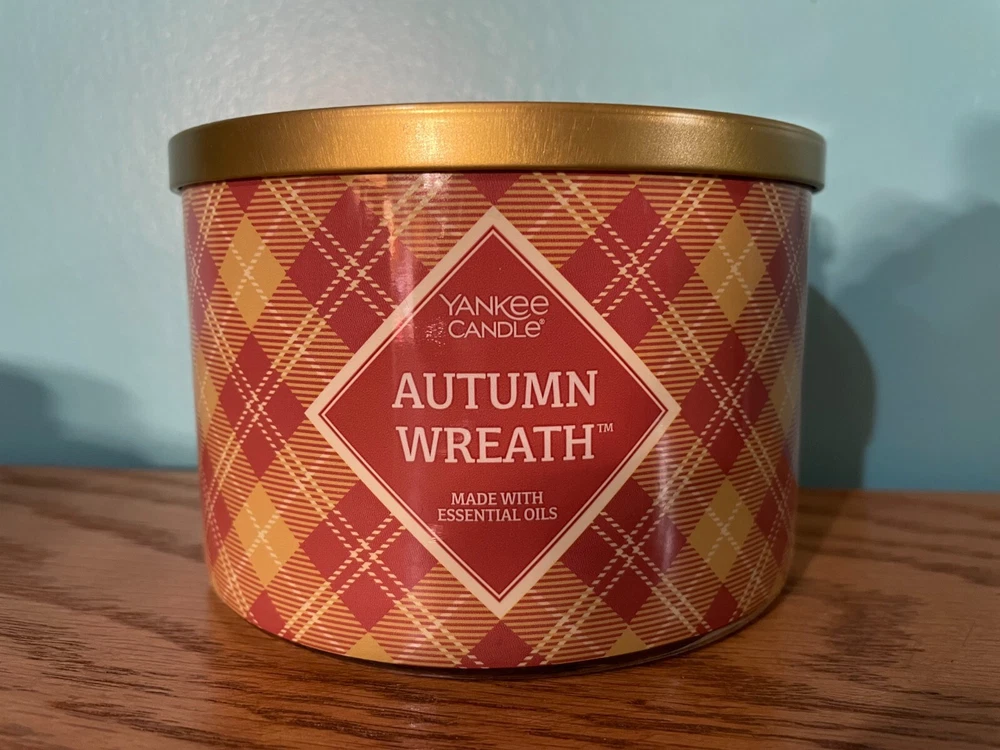 YANKEE
CANDLE®
AUTUMN
WREATH™
MADE WITH
ESSENTIAL OILS